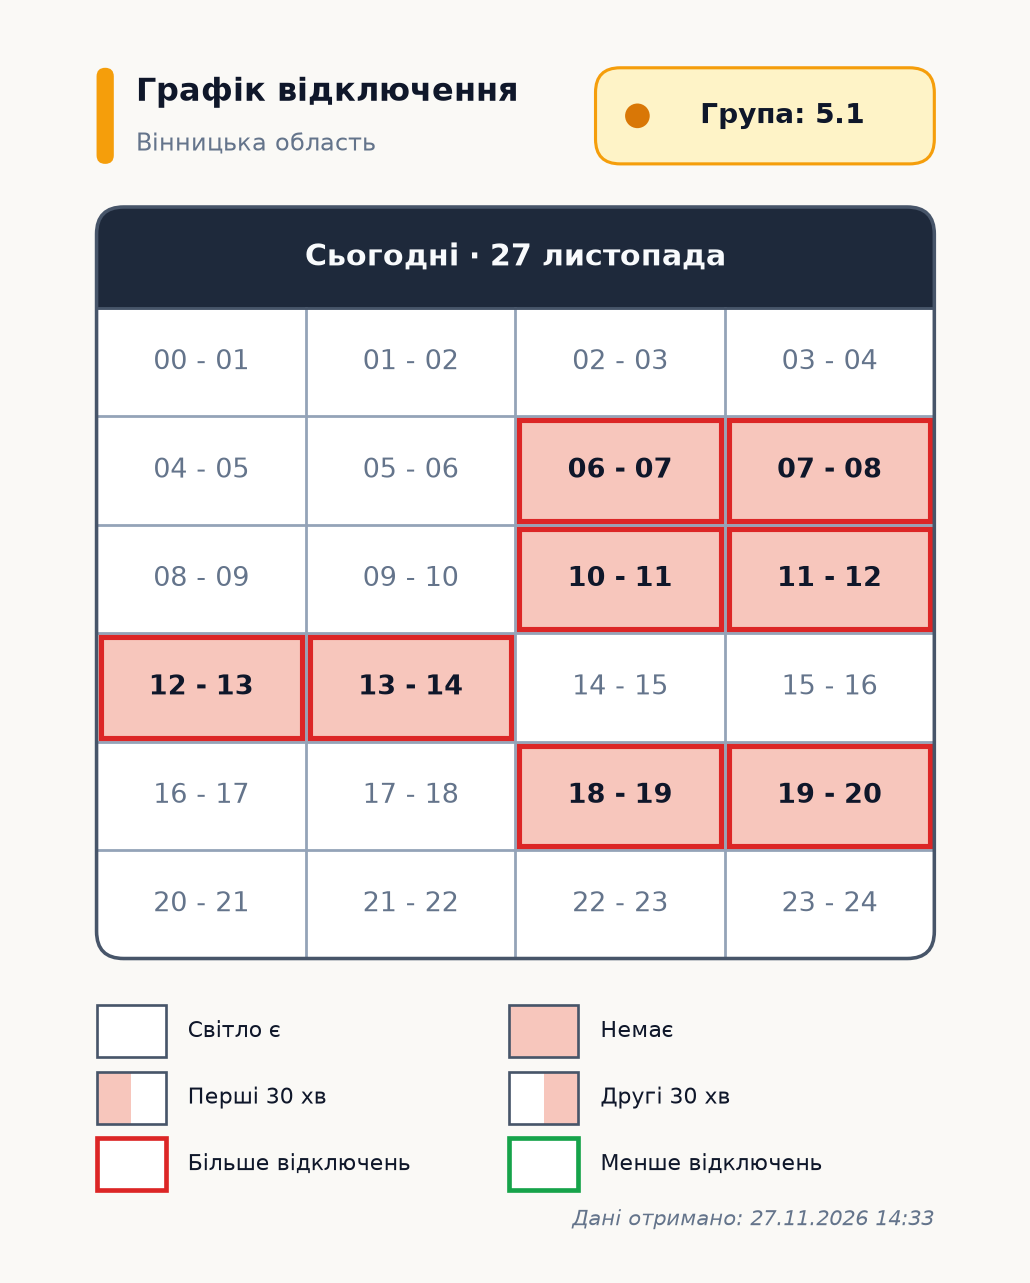 Графік відключення
Вінницька область
Група: 5.1
Сьогодні · 27 листопада
00 - 01 01 - 02 02 - 03 03 - 04
04 - 05 05 - 06 06 - 07 07 - 08
08 - 09 09 - 10 10 - 11 11 - 12
12 - 13 13 - 14 14 - 15 15 - 16
16 - 17 17 - 18 18 - 19 19 - 20
20 - 21 21 - 22 22 - 23 23 - 24
Світло є Немає
Перші 30 хв Другі 30 хв
Більше відключень Менше відключень
Дані отримано: 27.11.2026 14:33